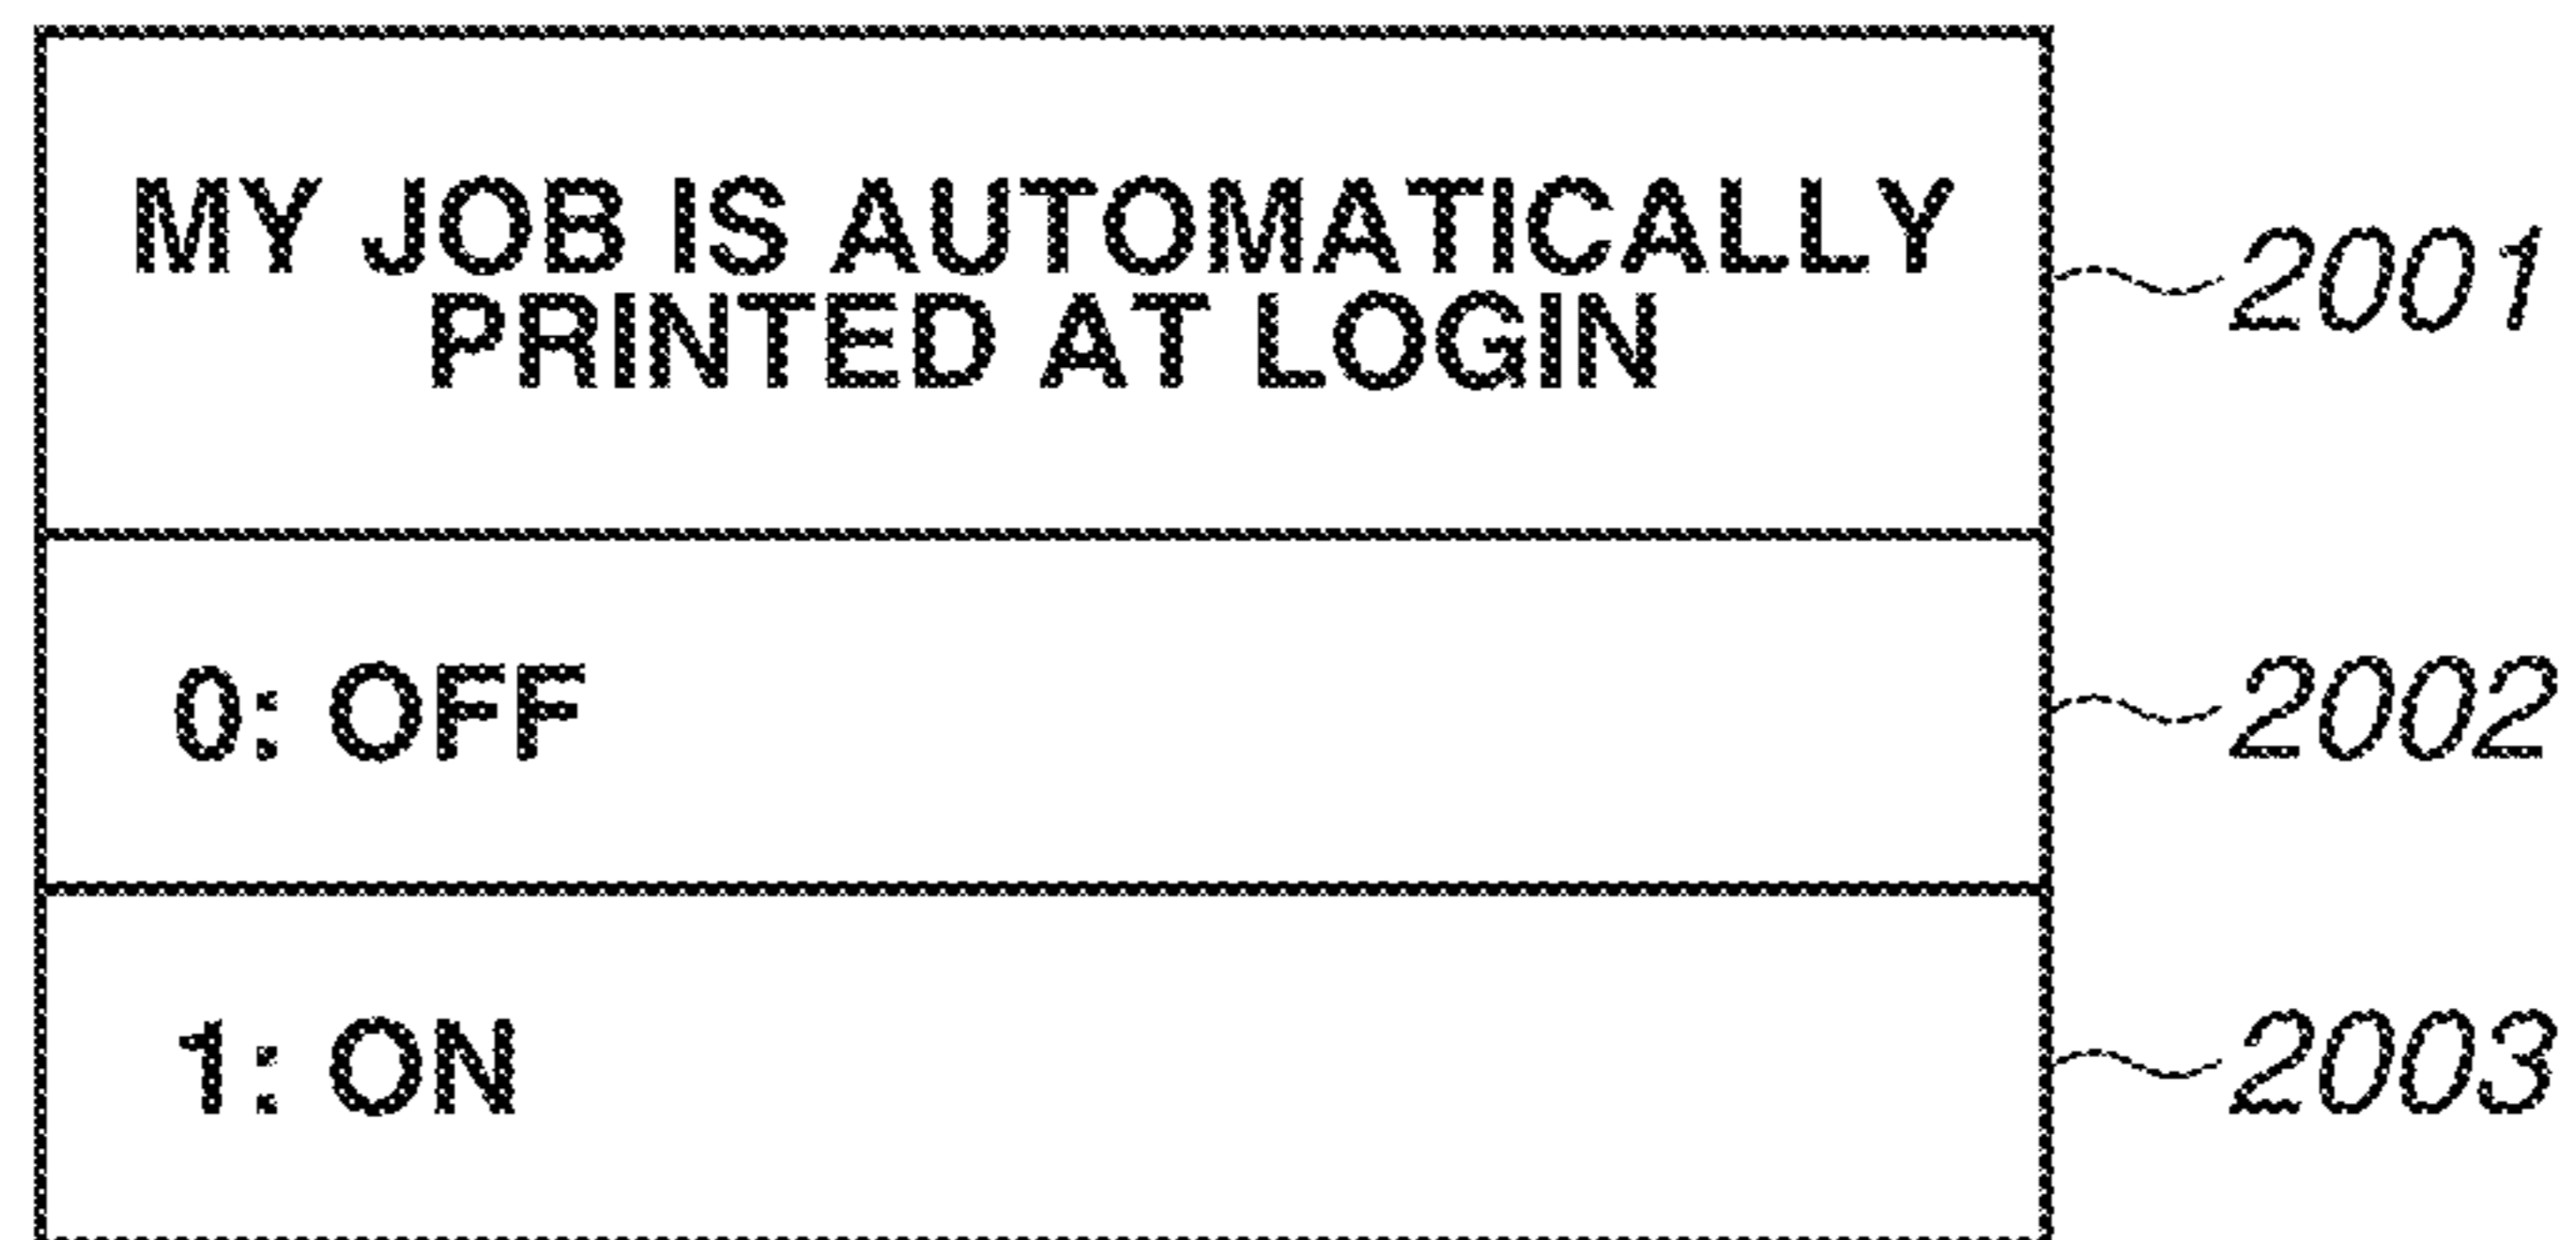 MY JOB IS AUTOMATICALLY
PRINTED AT LOGIN
2001
0: OFF
2002
1: ON
2003